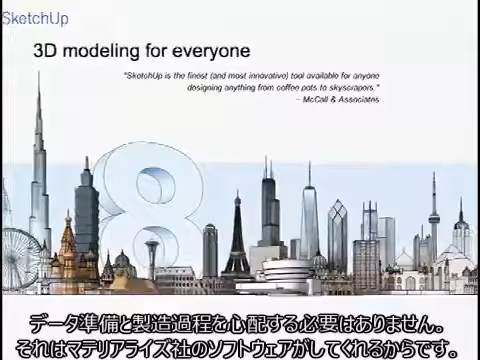 SketchUp
3D modeling for everyone
"SketchUp is the finest (and most innovative) tool available for anyone
designing anything from coffee pots to skyscrapers."
– McCall & Associates
8
データ準備と製造過程を心配する必要はありません。
それはマテリアライズ社のソフトウェアがしてくれるからです。